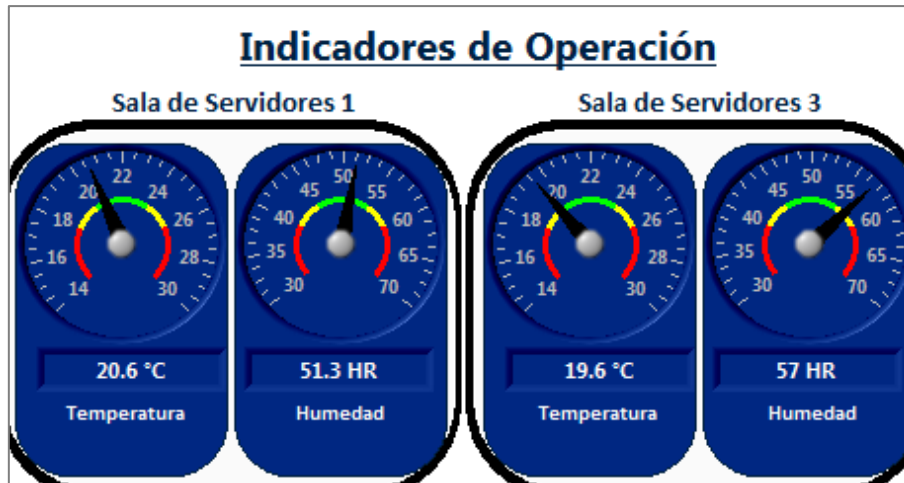 Indicadores de Operación
Sala de Servidores 1
14 16 18 20 22 24 26 28 30
20.6 °C
Temperatura
30 35 40 45 50 55 60 65 70
51.3 HR
Humedad
Sala de Servidores 3
14 16 18 20 22 24 26 28 30
19.6 °C
Temperatura
30 35 40 45 50 55 60 65 70
57 HR
Humedad